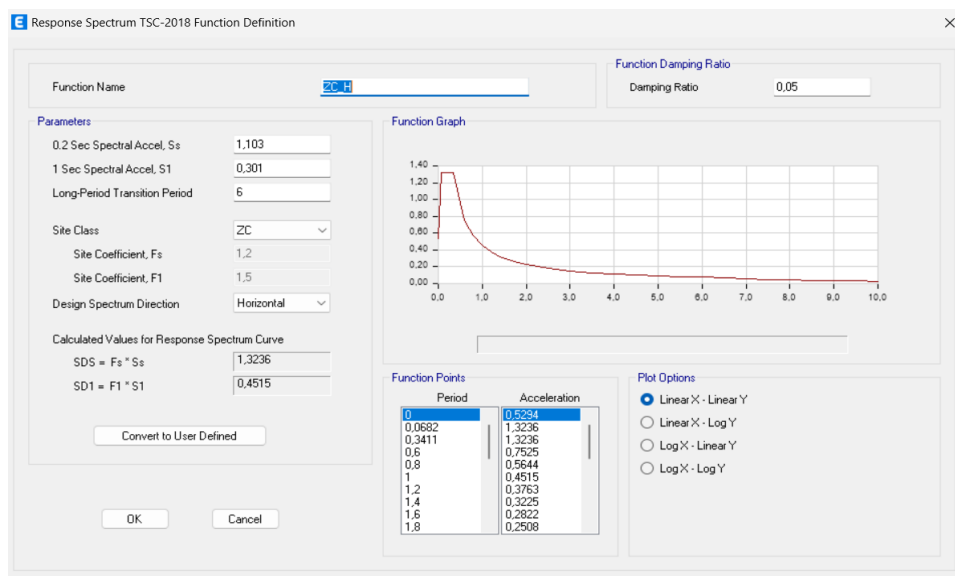 E Response Spectrum TSC-2018 Function Definition
Function Name ZC_H
Function Damping Ratio
Damping Ratio 0,05
Parameters
0.2 Sec Spectral Accel, Ss 1,103
1 Sec Spectral Accel, S1 0,301
Long-Period Transition Period 6
Site Class ZC
Site Coefficient, Fs 1,2
Site Coefficient, F1 1,5
Design Spectrum Direction Horizontal
Calculated Values for Response Spectrum Curve
SDS = Fs * Ss 1,3236
SD1 = F1 * S1 0,4515
Convert to User Defined
OK Cancel
Function Graph
1,40
1,20
1,00
0,80
0,60
0,40
0,20
0,00
0,0 1,0 2,0 3,0 4,0 5,0 6,0 7,0 8,0 9,0 10,0
Function Points
Period Acceleration
0 0,5294
0,0682 1,3236
0,3411 1,3236
0,6 0,7525
0,8 0,5644
1 0,4515
1,2 0,3763
1,4 0,3225
1,6 0,2822
1,8 0,2508
Plot Options
Linear X - Linear Y
Linear X - Log Y
Log X - Linear Y
Log X - Log Y